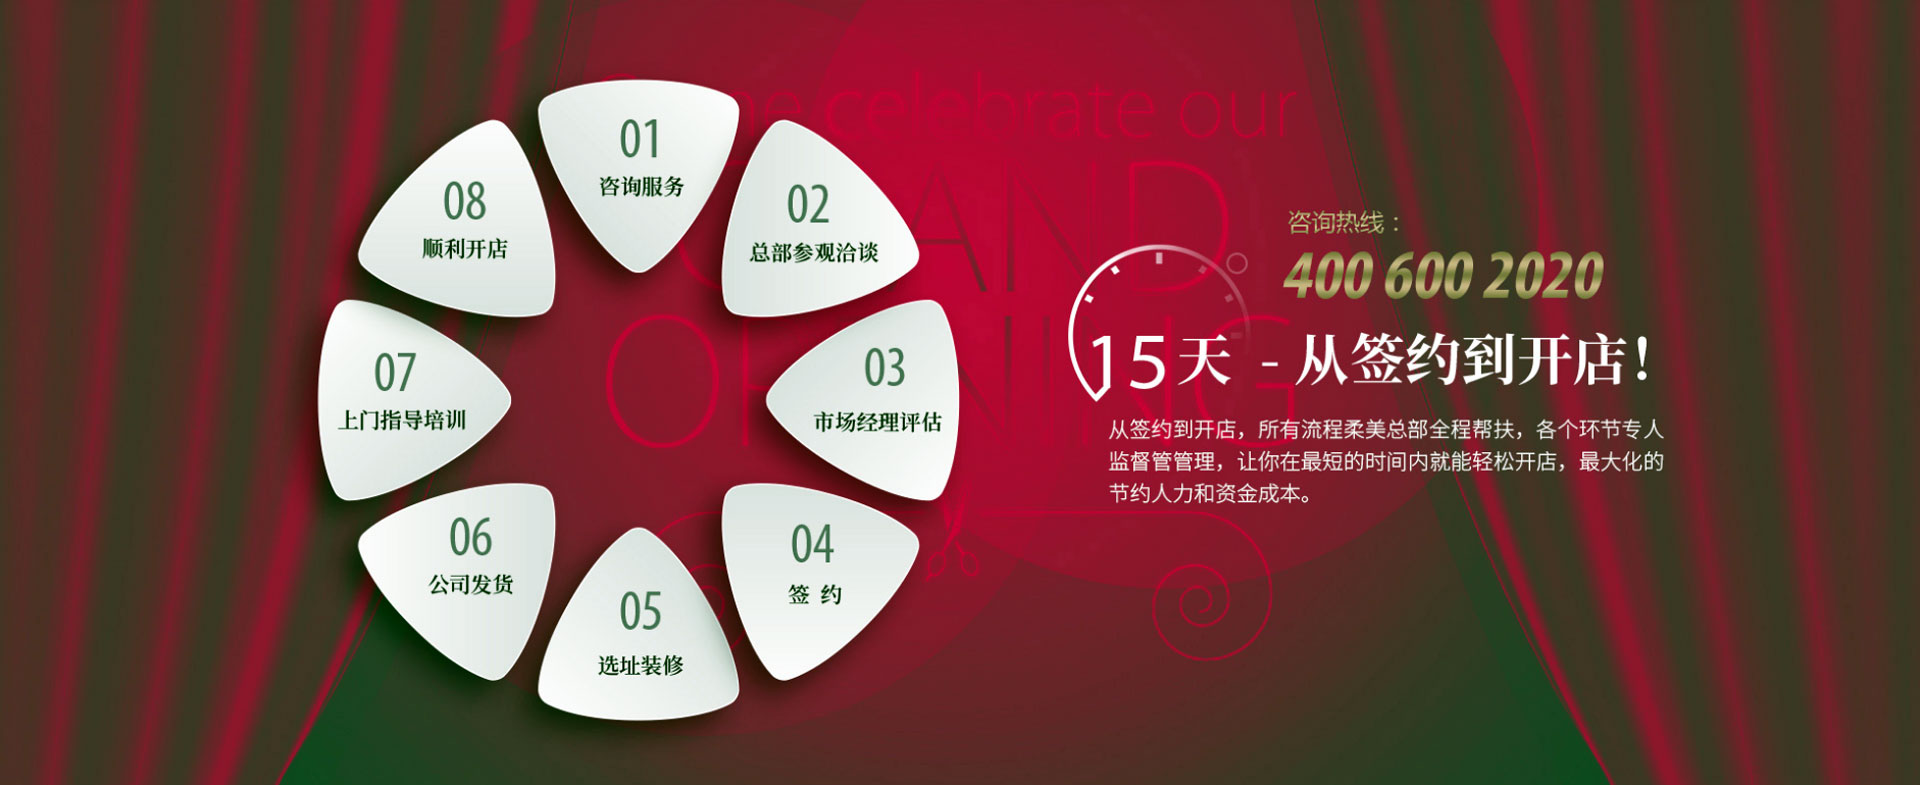 we celebrate our
GRAND
OPENING
01
咨询服务
02
总部参观洽谈
03
市场经理评估
04
签 约
05
选址装修
06
公司发货
07
上门指导培训
08
顺利开店
咨询热线：
400 600 2020
15天 - 从签约到开店！
从签约到开店，所有流程柔美总部全程帮扶，各个环节专人
监督管管理，让你在最短的时间内就能轻松开店，最大化的
节约人力和资金成本。